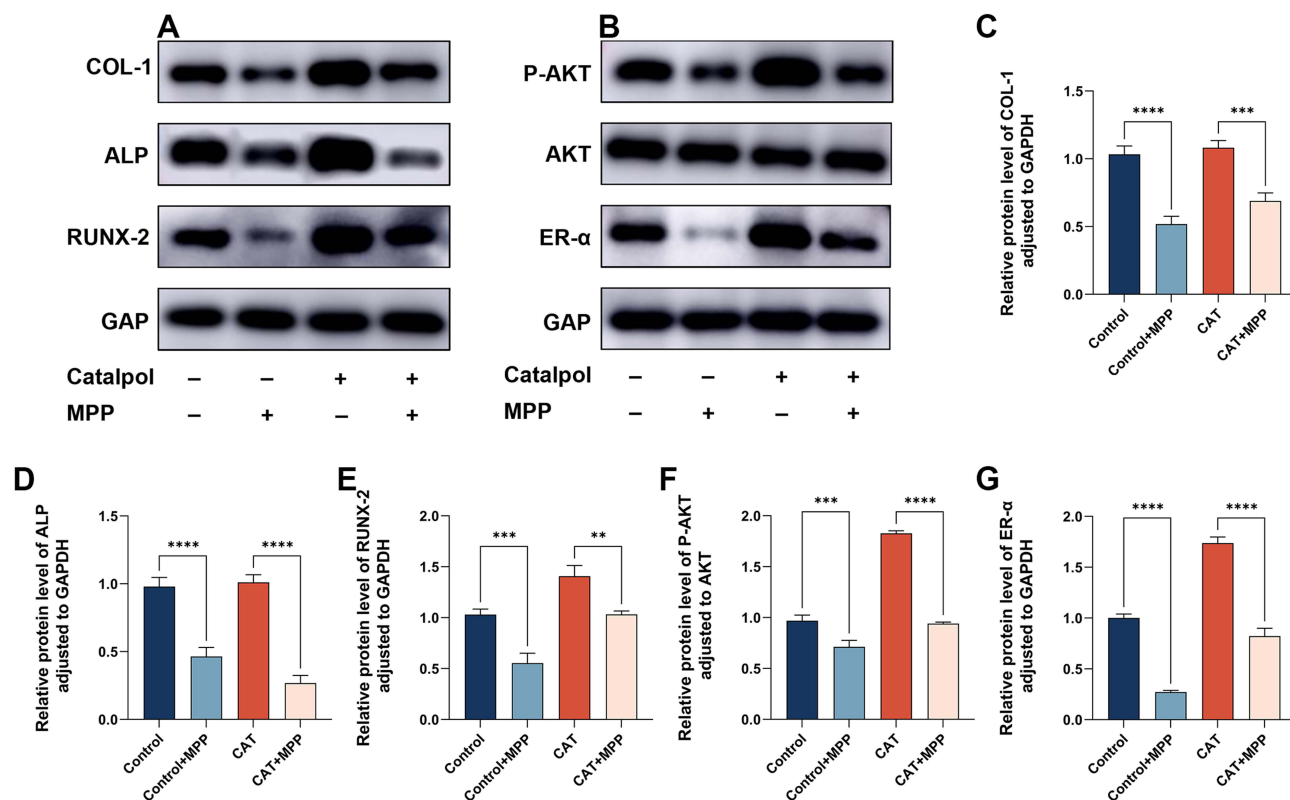 A
COL-1
ALP
RUNX-2
GAP
Catalpol – – + +
MPP – + – +
B
P-AKT
AKT
ER-α
GAP
Catalpol – – + +
MPP – + – +
C
Relative protein level of COL-1
adjusted to GAPDH
1.5
1.0
0.5
0.0
**** ***
Control Control+MPP CAT CAT+MPP
D
Relative protein level of ALP
adjusted to GAPDH
1.5
1.0
0.5
0.0
**** ****
Control Control+MPP CAT CAT+MPP
E
Relative protein level of RUNX-2
adjusted to GAPDH
2.0
1.5
1.0
0.5
0.0
*** **
Control Control+MPP CAT CAT+MPP
F
Relative protein level of P-AKT
adjusted to AKT
2.0
1.5
1.0
0.5
0.0
*** ****
Control Control+MPP CAT CAT+MPP
G
Relative protein level of ER-α
adjusted to GAPDH
2.0
1.5
1.0
0.5
0.0
**** ****
Control Control+MPP CAT CAT+MPP